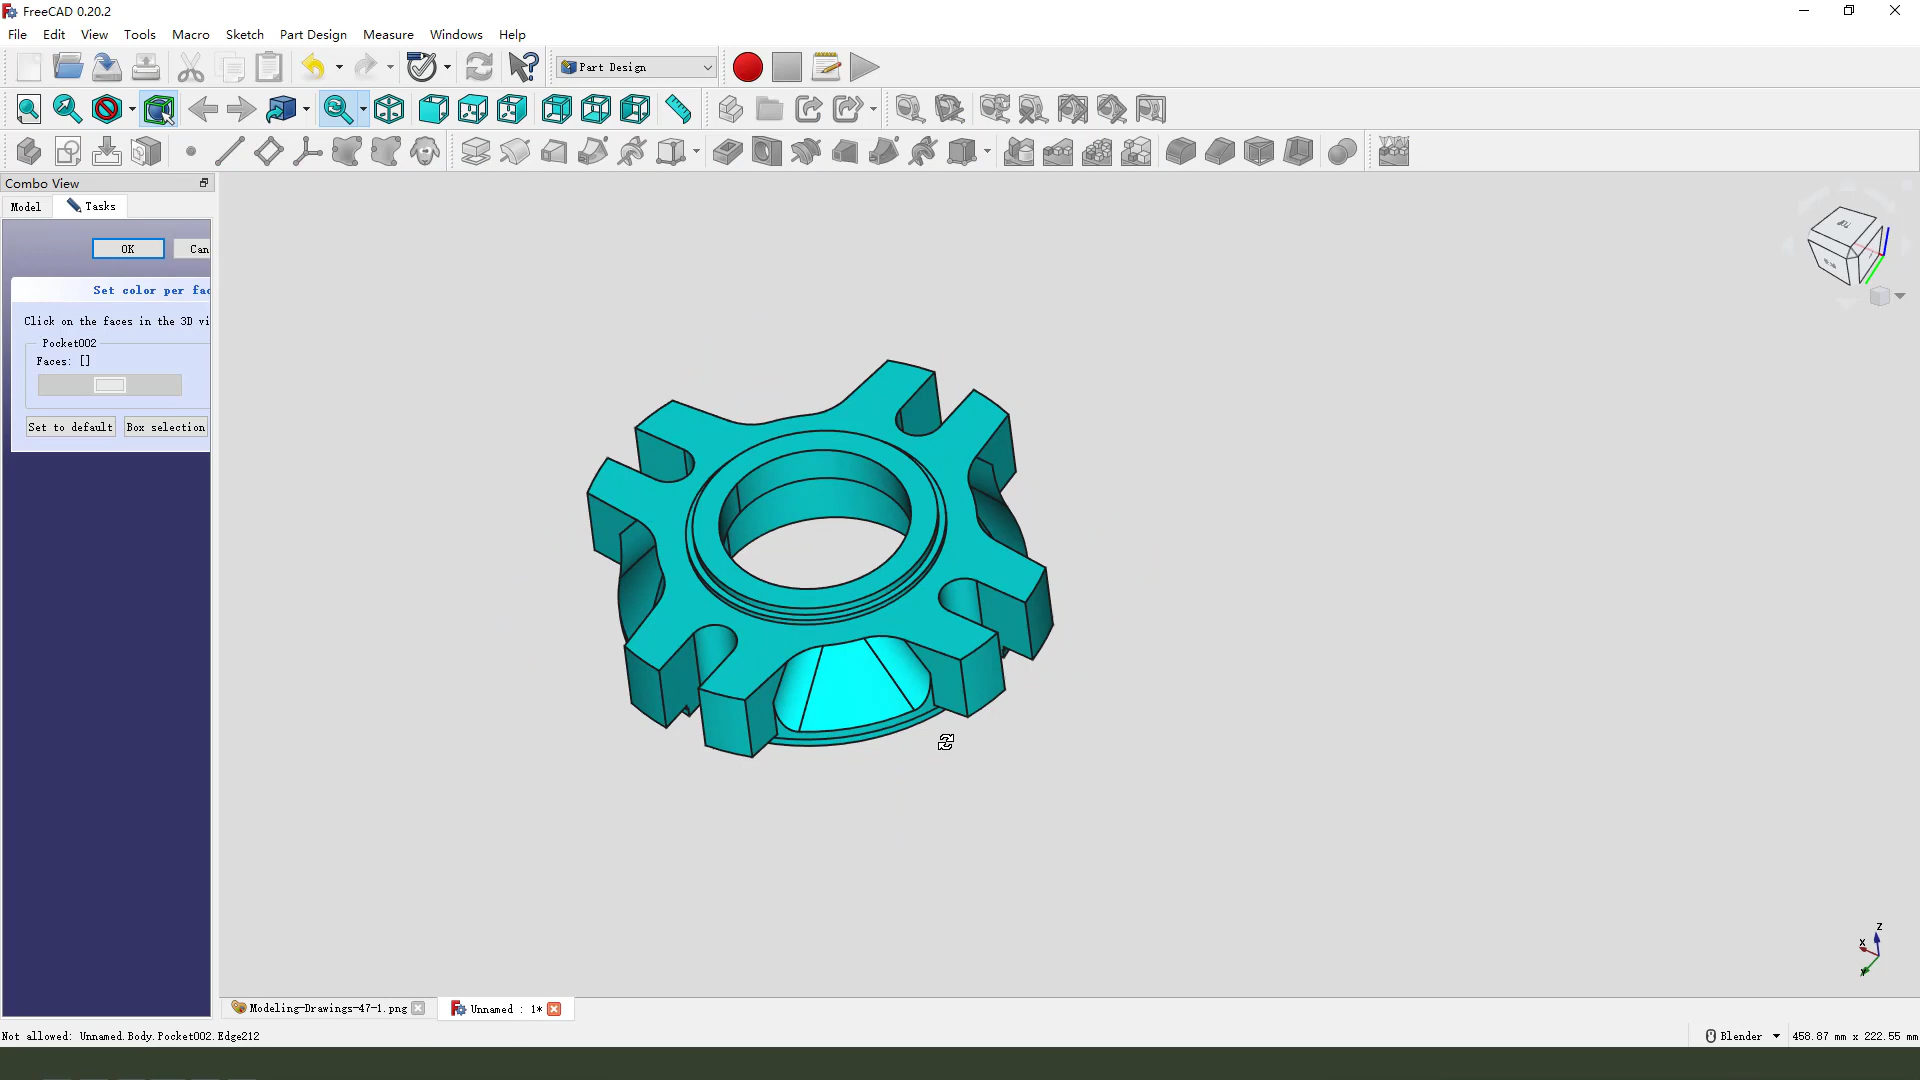 FreeCAD 0.20.2
File Edit View Tools Macro Sketch Part Design Measure Windows Help
Part Design
Combo View
Model Tasks
OK Can
Set color per fac
Click on the faces in the 3D vi
Pocket002
Faces: []
Set to default Box selection
Z
X
Y
Modeling-Drawings-47-1.png Unnamed : 1*
Not allowed: Unnamed.Body.Pocket002.Edge212 Blender 458.87 mm x 222.55 mm